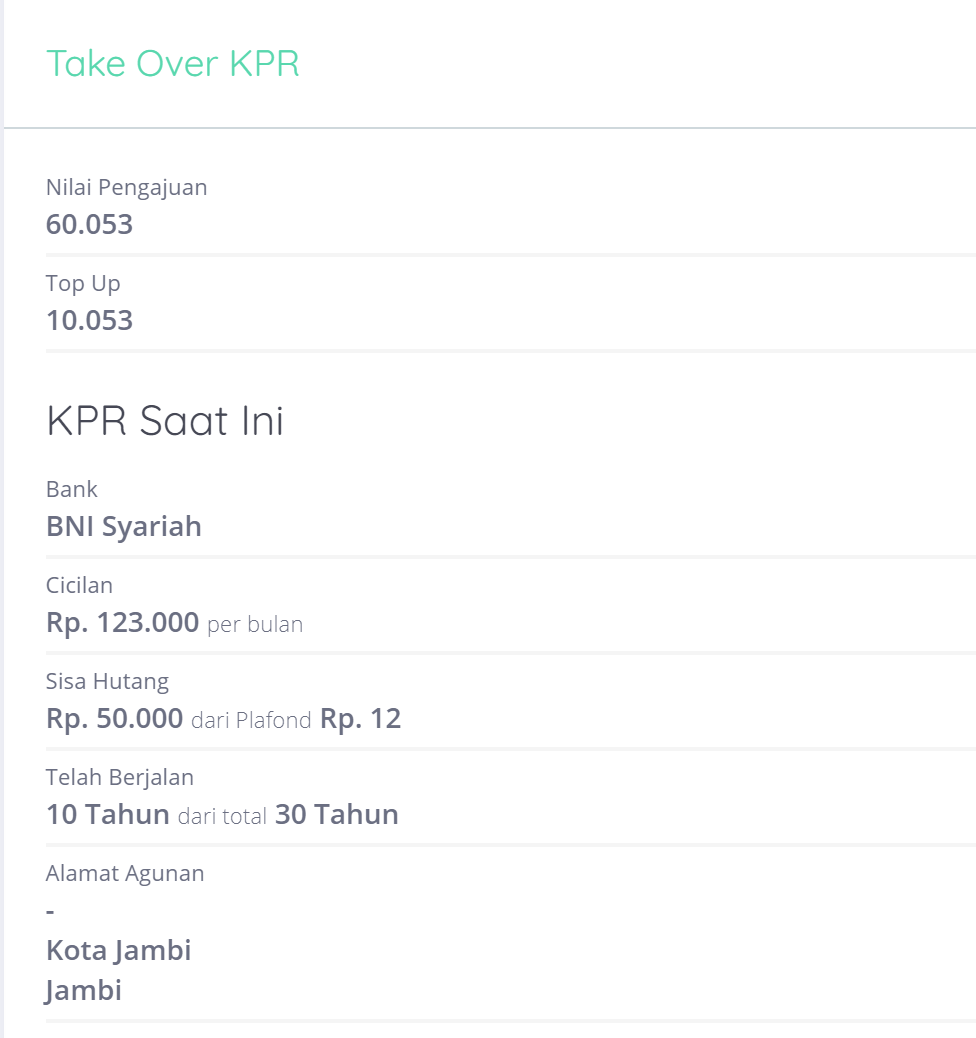 Take Over KPR
Nilai Pengajuan
60.053
Top Up
10.053
KPR Saat Ini
Bank
BNI Syariah
Cicilan
Rp. 123.000 per bulan
Sisa Hutang
Rp. 50.000 dari Plafond Rp. 12
Telah Berjalan
10 Tahun dari total 30 Tahun
Alamat Agunan
-
Kota Jambi
Jambi